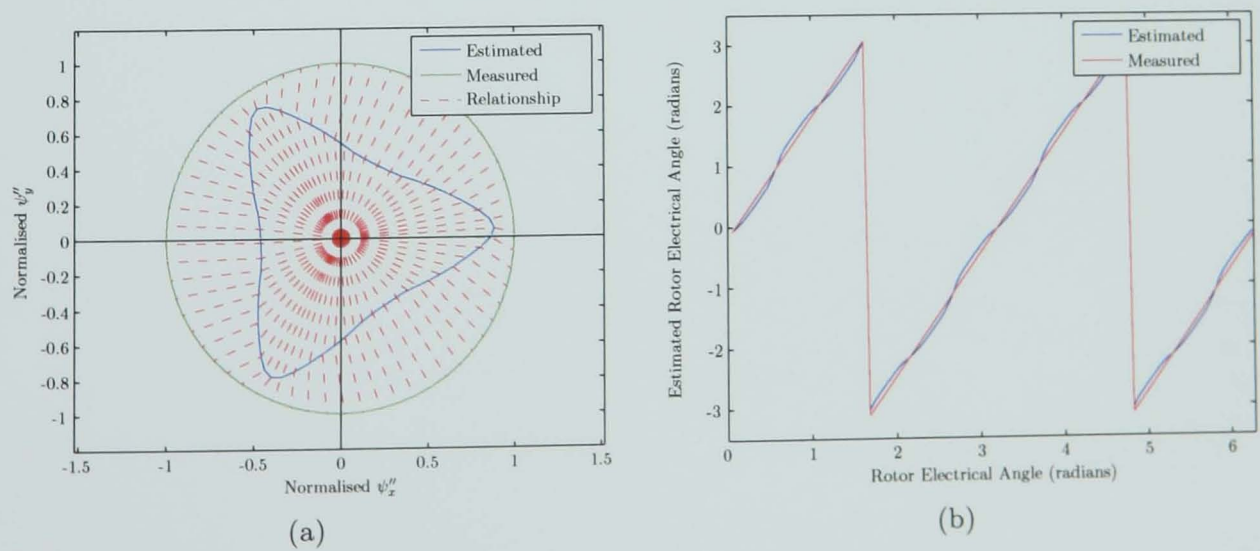 Estimated
Measured
Relationship
1
0.8
0.6
0.4
0.2
0
-0.2
-0.4
-0.6
-0.8
-1
-1.5
-1
-0.5
0
0.5
1
1.5
Normalised ψ″y
Normalised ψ″x
(a)
Estimated
Measured
3
2
1
0
-1
-2
-3
0
1
2
3
4
5
6
Estimated Rotor Electrical Angle (radians)
Rotor Electrical Angle (radians)
(b)